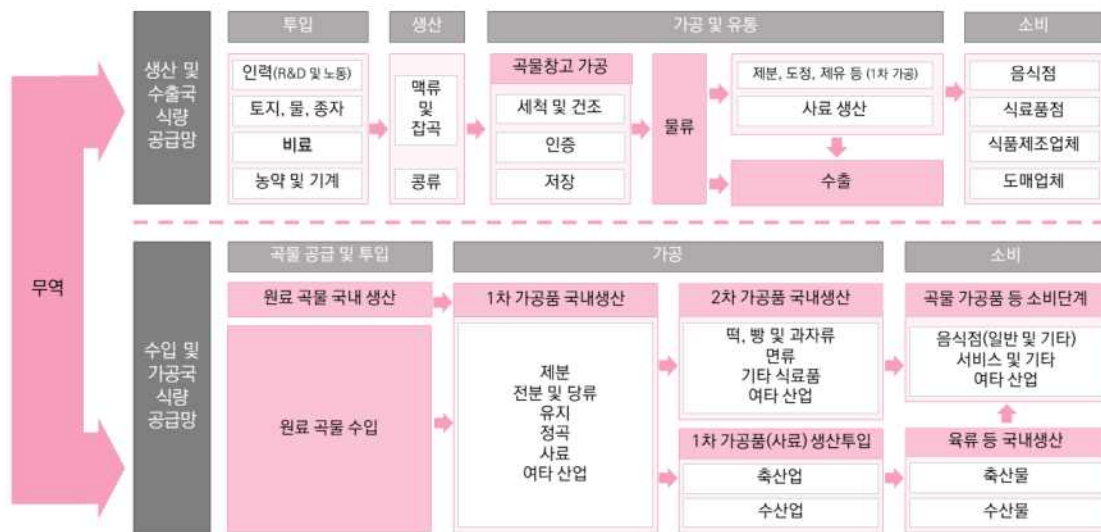 무역
생산 및
수출국
식량
공급망
투입
생산
가공 및 유통
소비
인력(R&D 및 노동)
토지, 물, 종자
비료
농약 및 기계
맥류
및
잡곡
콩류
곡물창고 가공
세척 및 건조
인증
저장
물류
제분, 도정, 제유 등 (1차 가공)
사료 생산
수출
음식점
식료품점
식품제조업체
도매업체
수입 및
가공국
식량
공급망
곡물 공급 및 투입
가공
소비
원료 곡물 국내 생산
원료 곡물 수입
1차 가공품 국내생산
제분
전분 및 당류
유지
정곡
사료
여타 산업
2차 가공품 국내생산
떡, 빵 및 과자류
면류
기타 식료품
여타 산업
1차 가공품(사료) 생산투입
축산업
수산업
곡물 가공품 등 소비단계
음식점(일반 및 기타)
서비스 및 기타
여타 산업
육류 등 국내생산
축산물
수산물